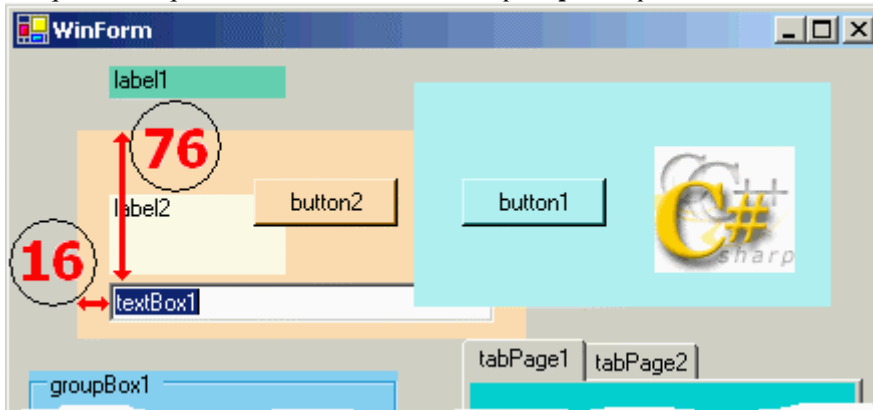 WinForm
label1
76
label2
button2
button1
C++
C#
sharp
16
textBox1
tabPage1
tabPage2
groupBox1